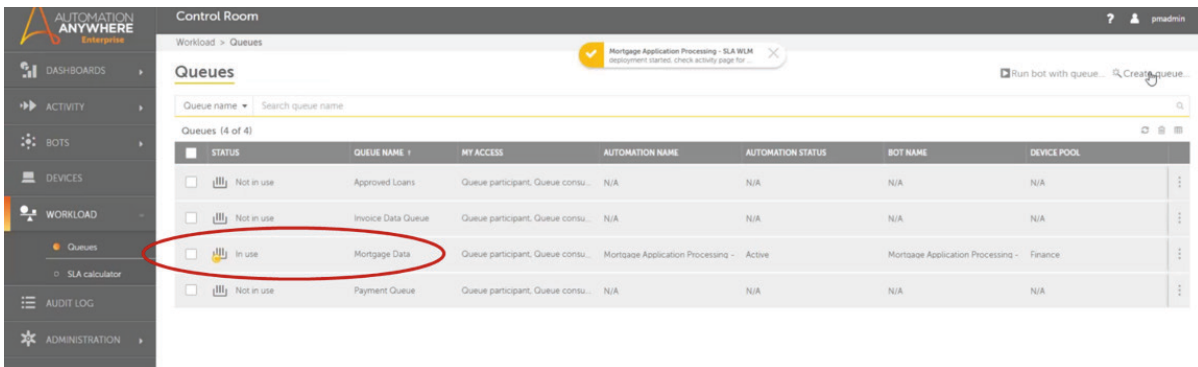 AUTOMATION
ANYWHERE
Enterprise
Control Room
? pmadmin
Workload > Queues
Mortgage Application Processing - SLA WLM
deployment started, check activity page for ...
DASHBOARDS
Queues
Run bot with queue... Create queue...
ACTIVITY
Queue name Search queue name
Queues (4 of 4)
BOTS
STATUS QUEUE NAME ↑ MY ACCESS AUTOMATION NAME AUTOMATION STATUS BOT NAME DEVICE POOL
DEVICES
Not in use Approved Loans Queue participant, Queue consu... N/A N/A N/A N/A
WORKLOAD
Not in use Invoice Data Queue Queue participant, Queue consu... N/A N/A N/A N/A
Queues
In use Mortgage Data Queue participant, Queue consu... Mortgage Application Processing - Active Mortgage Application Processing - Finance
SLA calculator
Not in use Payment Queue Queue participant, Queue consu... N/A N/A N/A N/A
AUDIT LOG
ADMINISTRATION